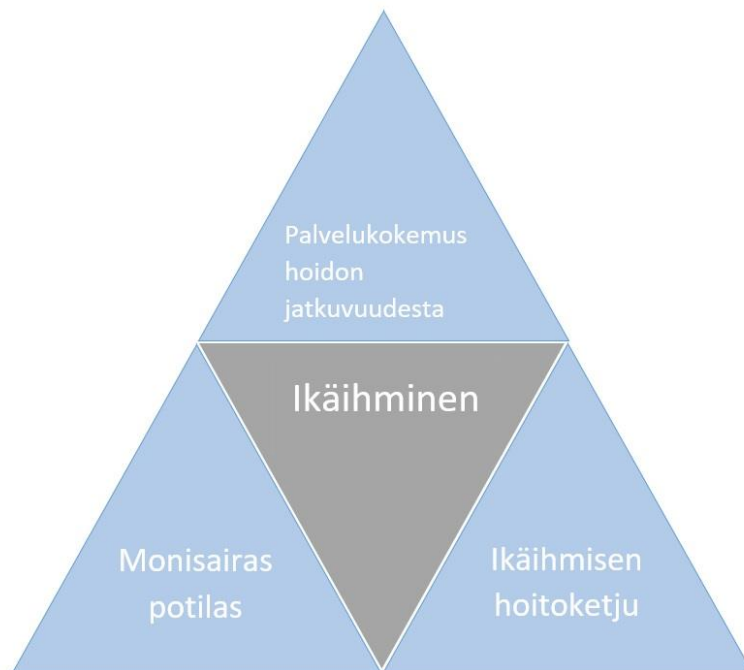 Palvelukokemus
hoidon
jatkuvuudesta
Ikäihminen
Monisairas
potilas
Ikäihmisen
hoitoketju